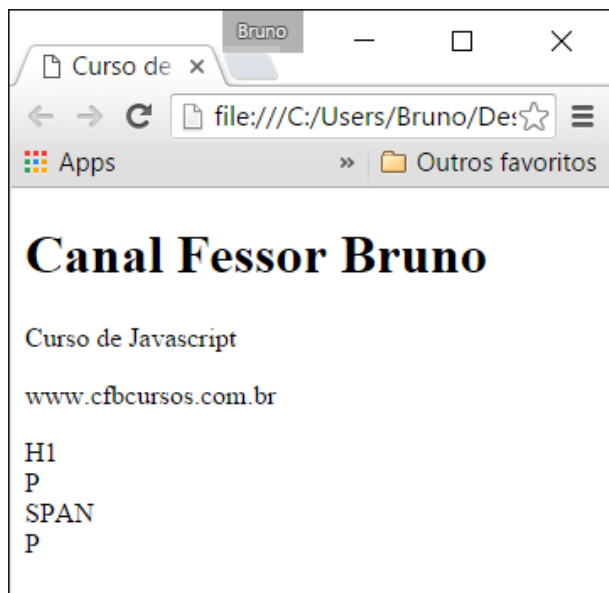 Bruno
Curso de
file:///C:/Users/Bruno/Des
Apps
» Outros favoritos
Canal Fessor Bruno
Curso de Javascript
www.cfbcursos.com.br
H1
P
SPAN
P